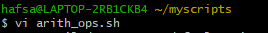 hafsa@LAPTOP-2RB1CKB4 ~/myscripts
$ vi arith_ops.sh